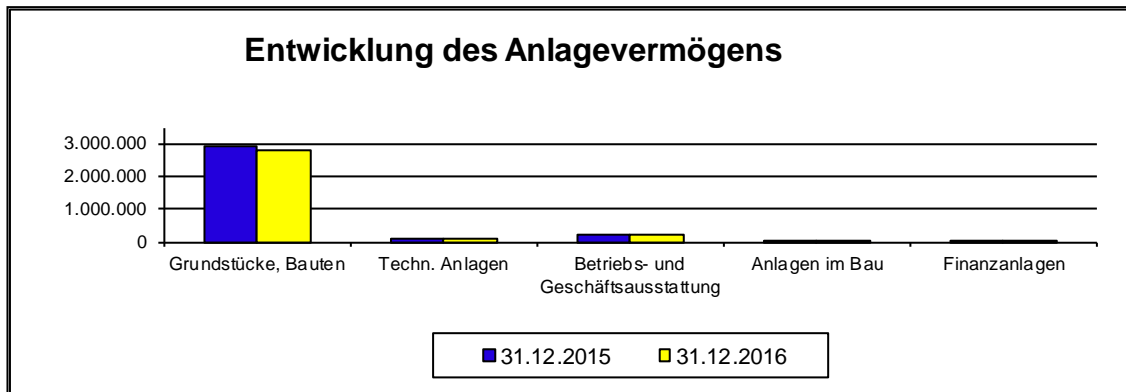 Entwicklung des Anlagevermögens
3.000.000
2.000.000
1.000.000
0
Grundstücke, Bauten
Techn. Anlagen
Betriebs- und
Geschäftsausstattung
Anlagen im Bau
Finanzanlagen
31.12.2015
31.12.2016